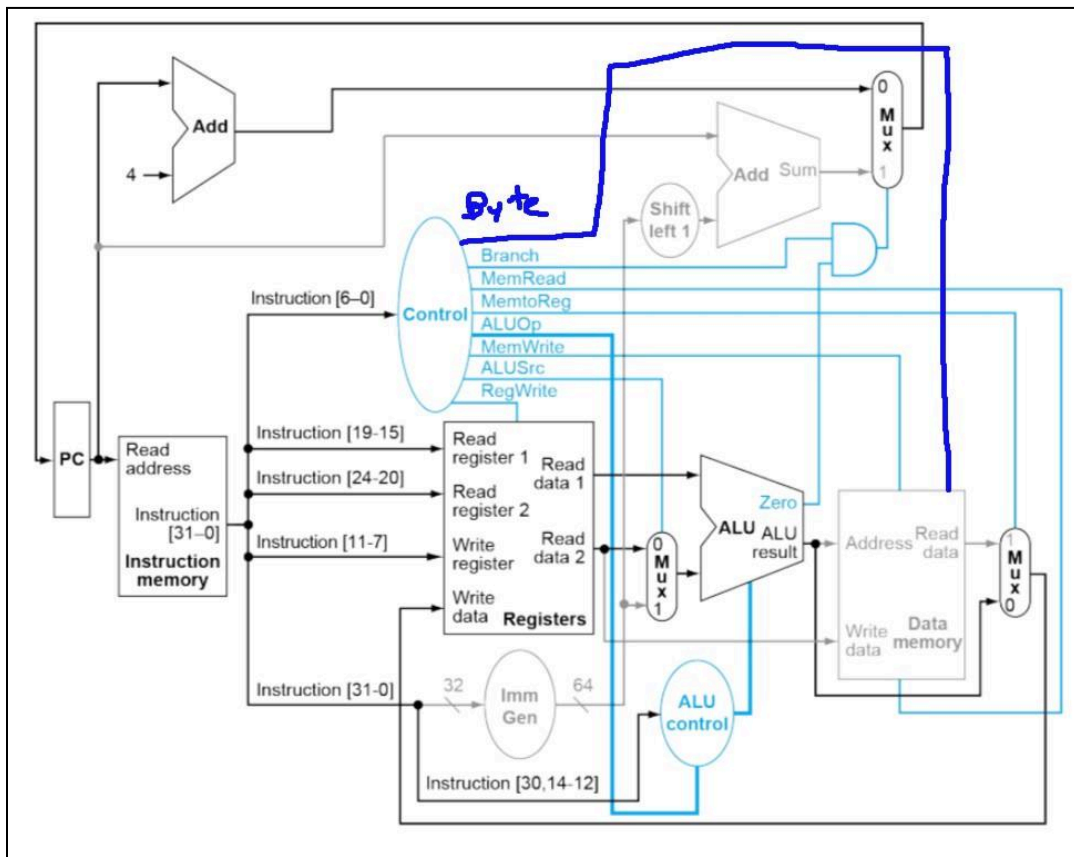 0
Add
M
u
x
4
Add Sum
1
Byte
Shift
left 1
Branch
MemRead
Instruction [6–0]
MemtoReg
Control
ALUOp
MemWrite
ALUSrc
RegWrite
Instruction [19-15]
Read
register 1
Read
data 1
PC
Read
address
Instruction [24-20]
Read
register 2
Zero
Instruction
[31–0]
Instruction
memory
Instruction [11-7]
Write
register
Read
data 2
0
M
u
x
1
ALU
ALU
result
Address
Read
data
1
M
u
x
0
Write
data
Registers
Write
data
Data
memory
Instruction [31-0]
32
Imm
Gen
64
ALU
control
Instruction [30,14-12]